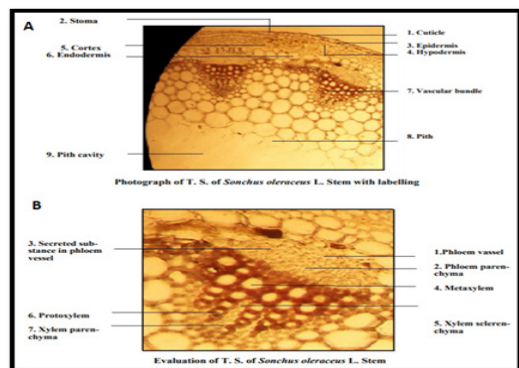 A
2. Stoma
1. Cuticle
3. Epidermis
5. Cortex
4. Hypodermis
6. Endodermis
7. Vascular bundle
8. Pith
9. Pith cavity
Photograph of T. S. of Sonchus oleraceus L. Stem with labelling
B
3. Secreted sub-
stance in phloem
vessel
1.Phloem vessel
2. Phloem paren-
chyma
4. Metaxylem
6. Protoxylem
7. Xylem paren-
chyma
5. Xylem scleren-
chyma
Evaluation of T. S. of Sonchus oleraceus L. Stem